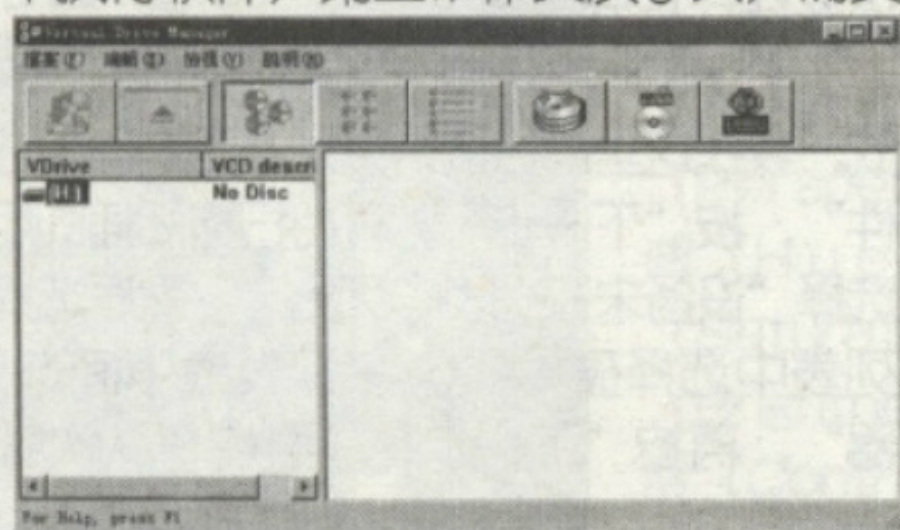 Virtual Drive Manager
檔案(F) 編輯(E) 檢視(V) 說明(H)
VDrive VCD descri
[H:] No Disc
For Help, press F1